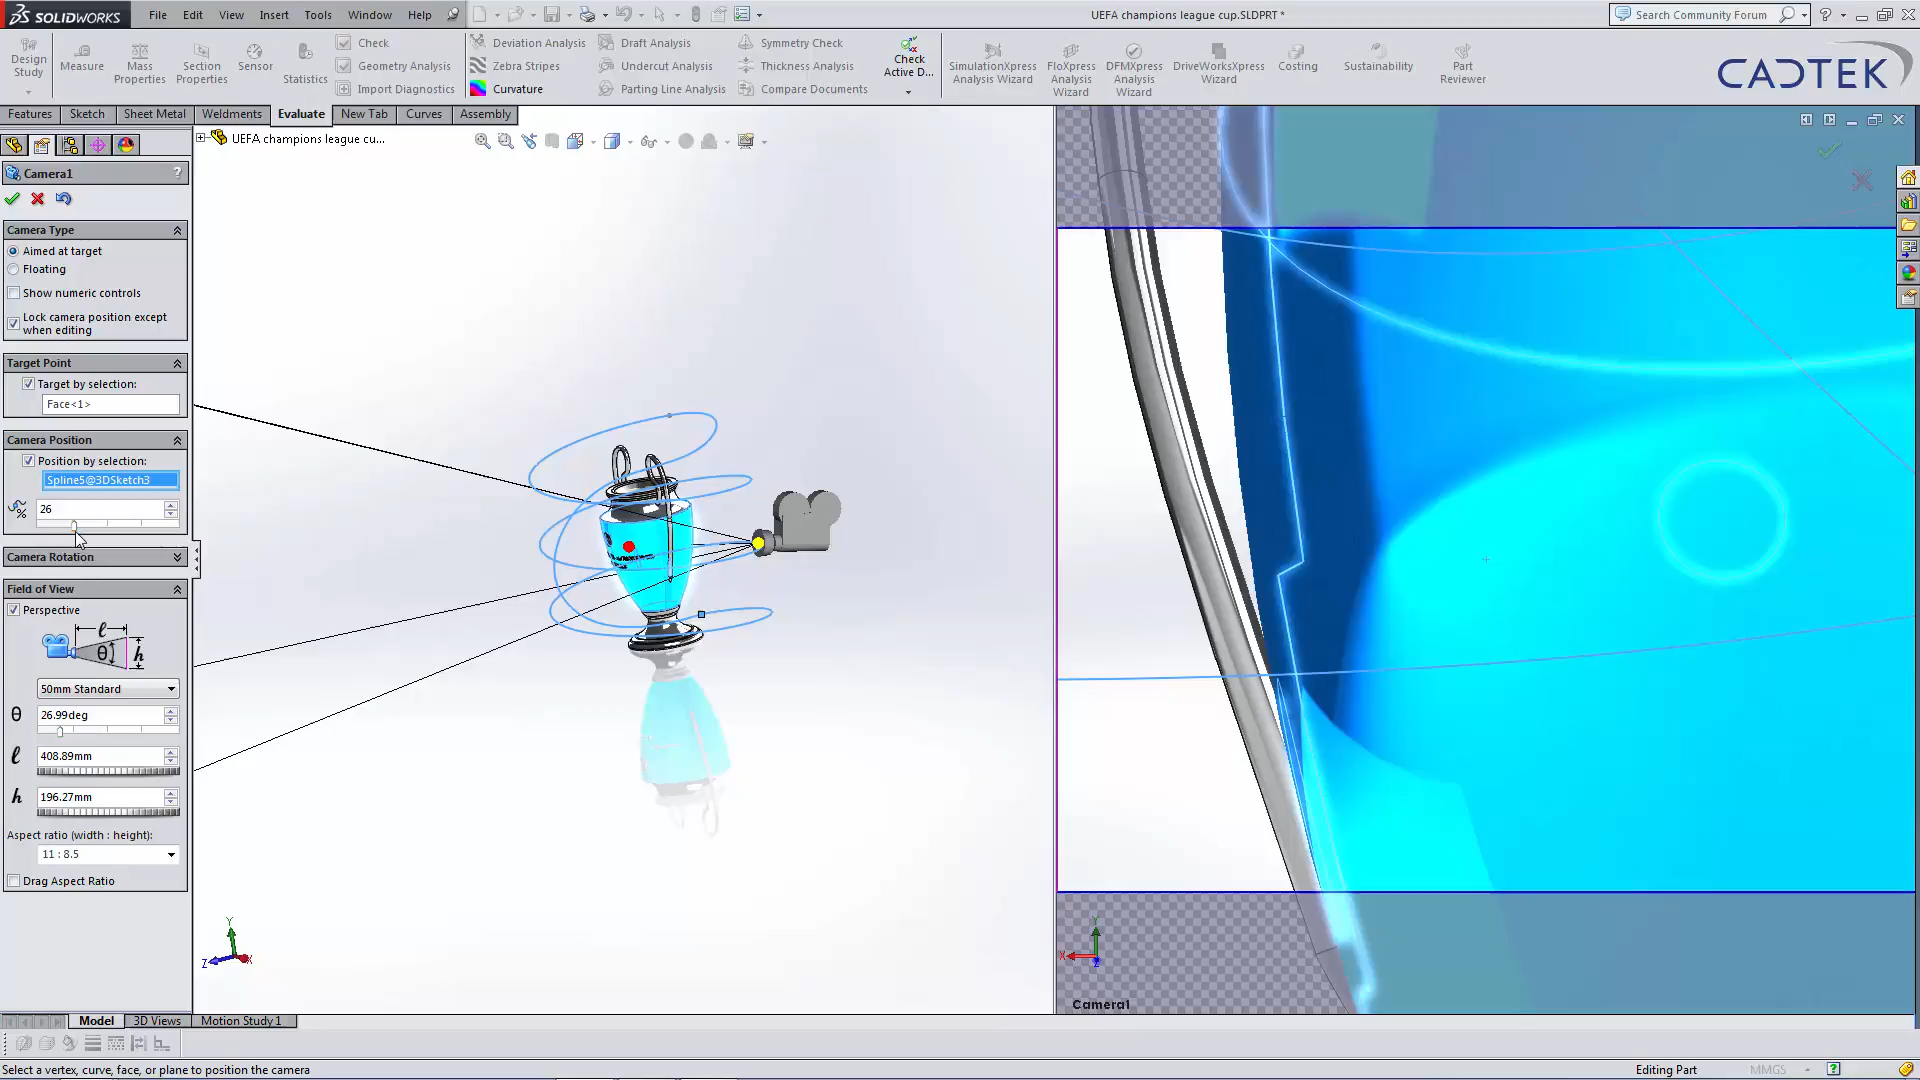 SOLIDWORKS File Edit View Insert Tools Window Help UEFA champions league cup.SLDPRT * Search Community Forum
Design Study
Measure
Mass Properties
Section Properties
Sensor
Statistics
Check
Geometry Analysis
Import Diagnostics
Deviation Analysis
Zebra Stripes
Curvature
Draft Analysis
Undercut Analysis
Parting Line Analysis
Symmetry Check
Thickness Analysis
Compare Documents
Check Active D...
SimulationXpress Analysis Wizard
FloXpress Analysis Wizard
DFMXpress Analysis Wizard
DriveWorksXpress Wizard
Costing
Sustainability
Part Reviewer
CADTEK
Features Sketch Sheet Metal Weldments Evaluate New Tab Curves Assembly
UEFA champions league cu...
Camera1 ?
Camera Type
Aimed at target
Floating
Show numeric controls
Lock camera position except
when editing
Target Point
Target by selection:
Face<1>
Camera Position
Position by selection:
Spline5@3DSketch3
% 26
Camera Rotation
Field of View
Perspective
ℓ
θ h
50mm Standard
θ 26.99deg
ℓ 408.89mm
h 196.27mm
Aspect ratio (width : height):
11 : 8.5
Drag Aspect Ratio
Y
Z X
Y
X Z
Camera1
Model 3D Views Motion Study 1
Select a vertex, curve, face, or plane to position the camera Editing Part MMGS ?